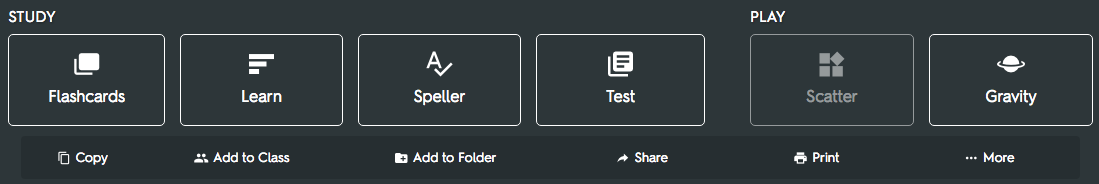 STUDY PLAY
Flashcards Learn Speller Test Scatter Gravity
Copy Add to Class Add to Folder Share Print More